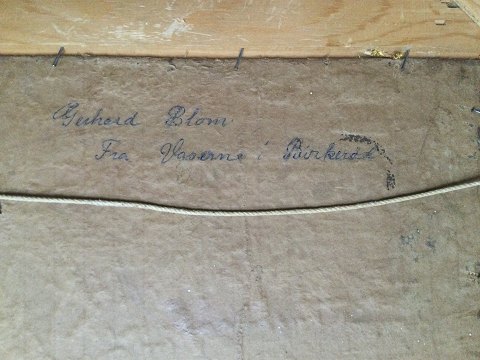 Gerhard Blom
Fra Vaserne i Birkerød